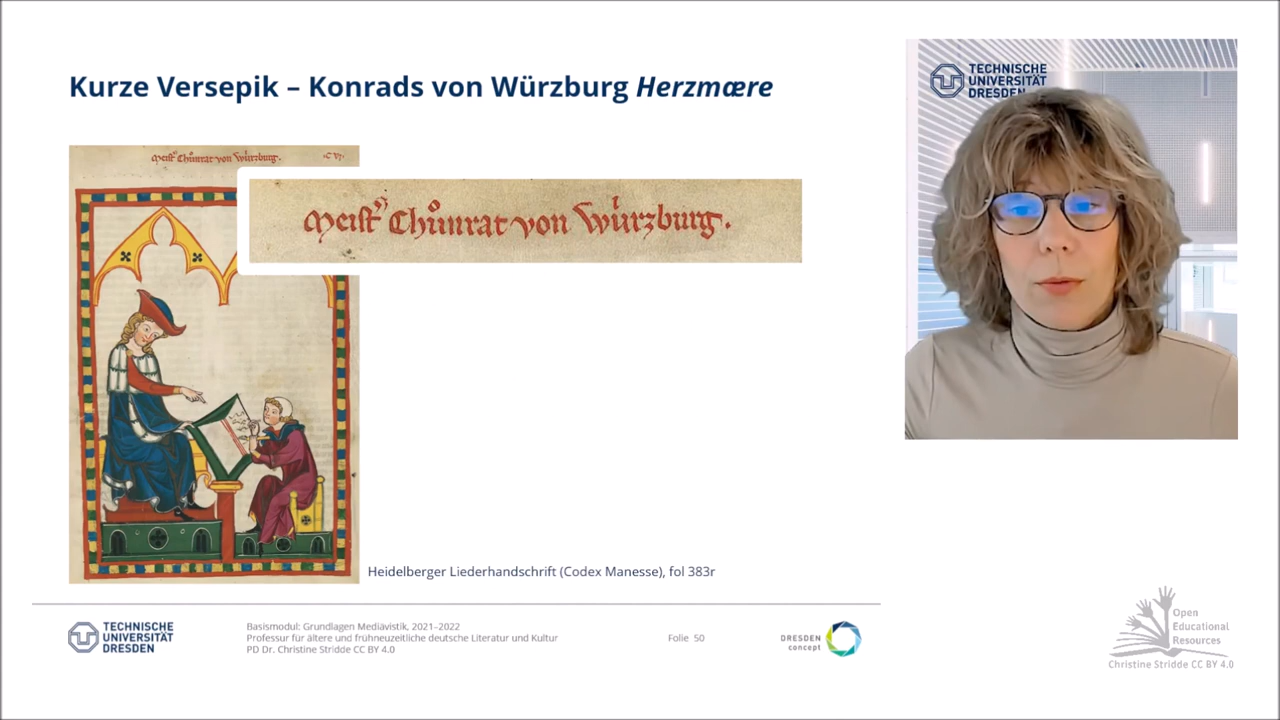 Kurze Versepik – Konrads von Würzburg Herzmære
TECHNISCHE
UNIVERSITÄT
DRESDEN
Meist͛ Chůnrat von Wúrzburg. ·C Vj·
Meist͛ Chůnrat von Wúrzburg.
Heidelberger Liederhandschrift (Codex Manesse), fol 383r
TECHNISCHE
UNIVERSITÄT
DRESDEN
Basismodul: Grundlagen Mediävistik, 2021–2022
Professur für ältere und frühneuzeitliche deutsche Literatur und Kultur
PD Dr. Christine Stridde CC BY 4.0
Folie 50
DRESDEN
concept
Open
Educational
Resources
Christine Stridde CC BY 4.0